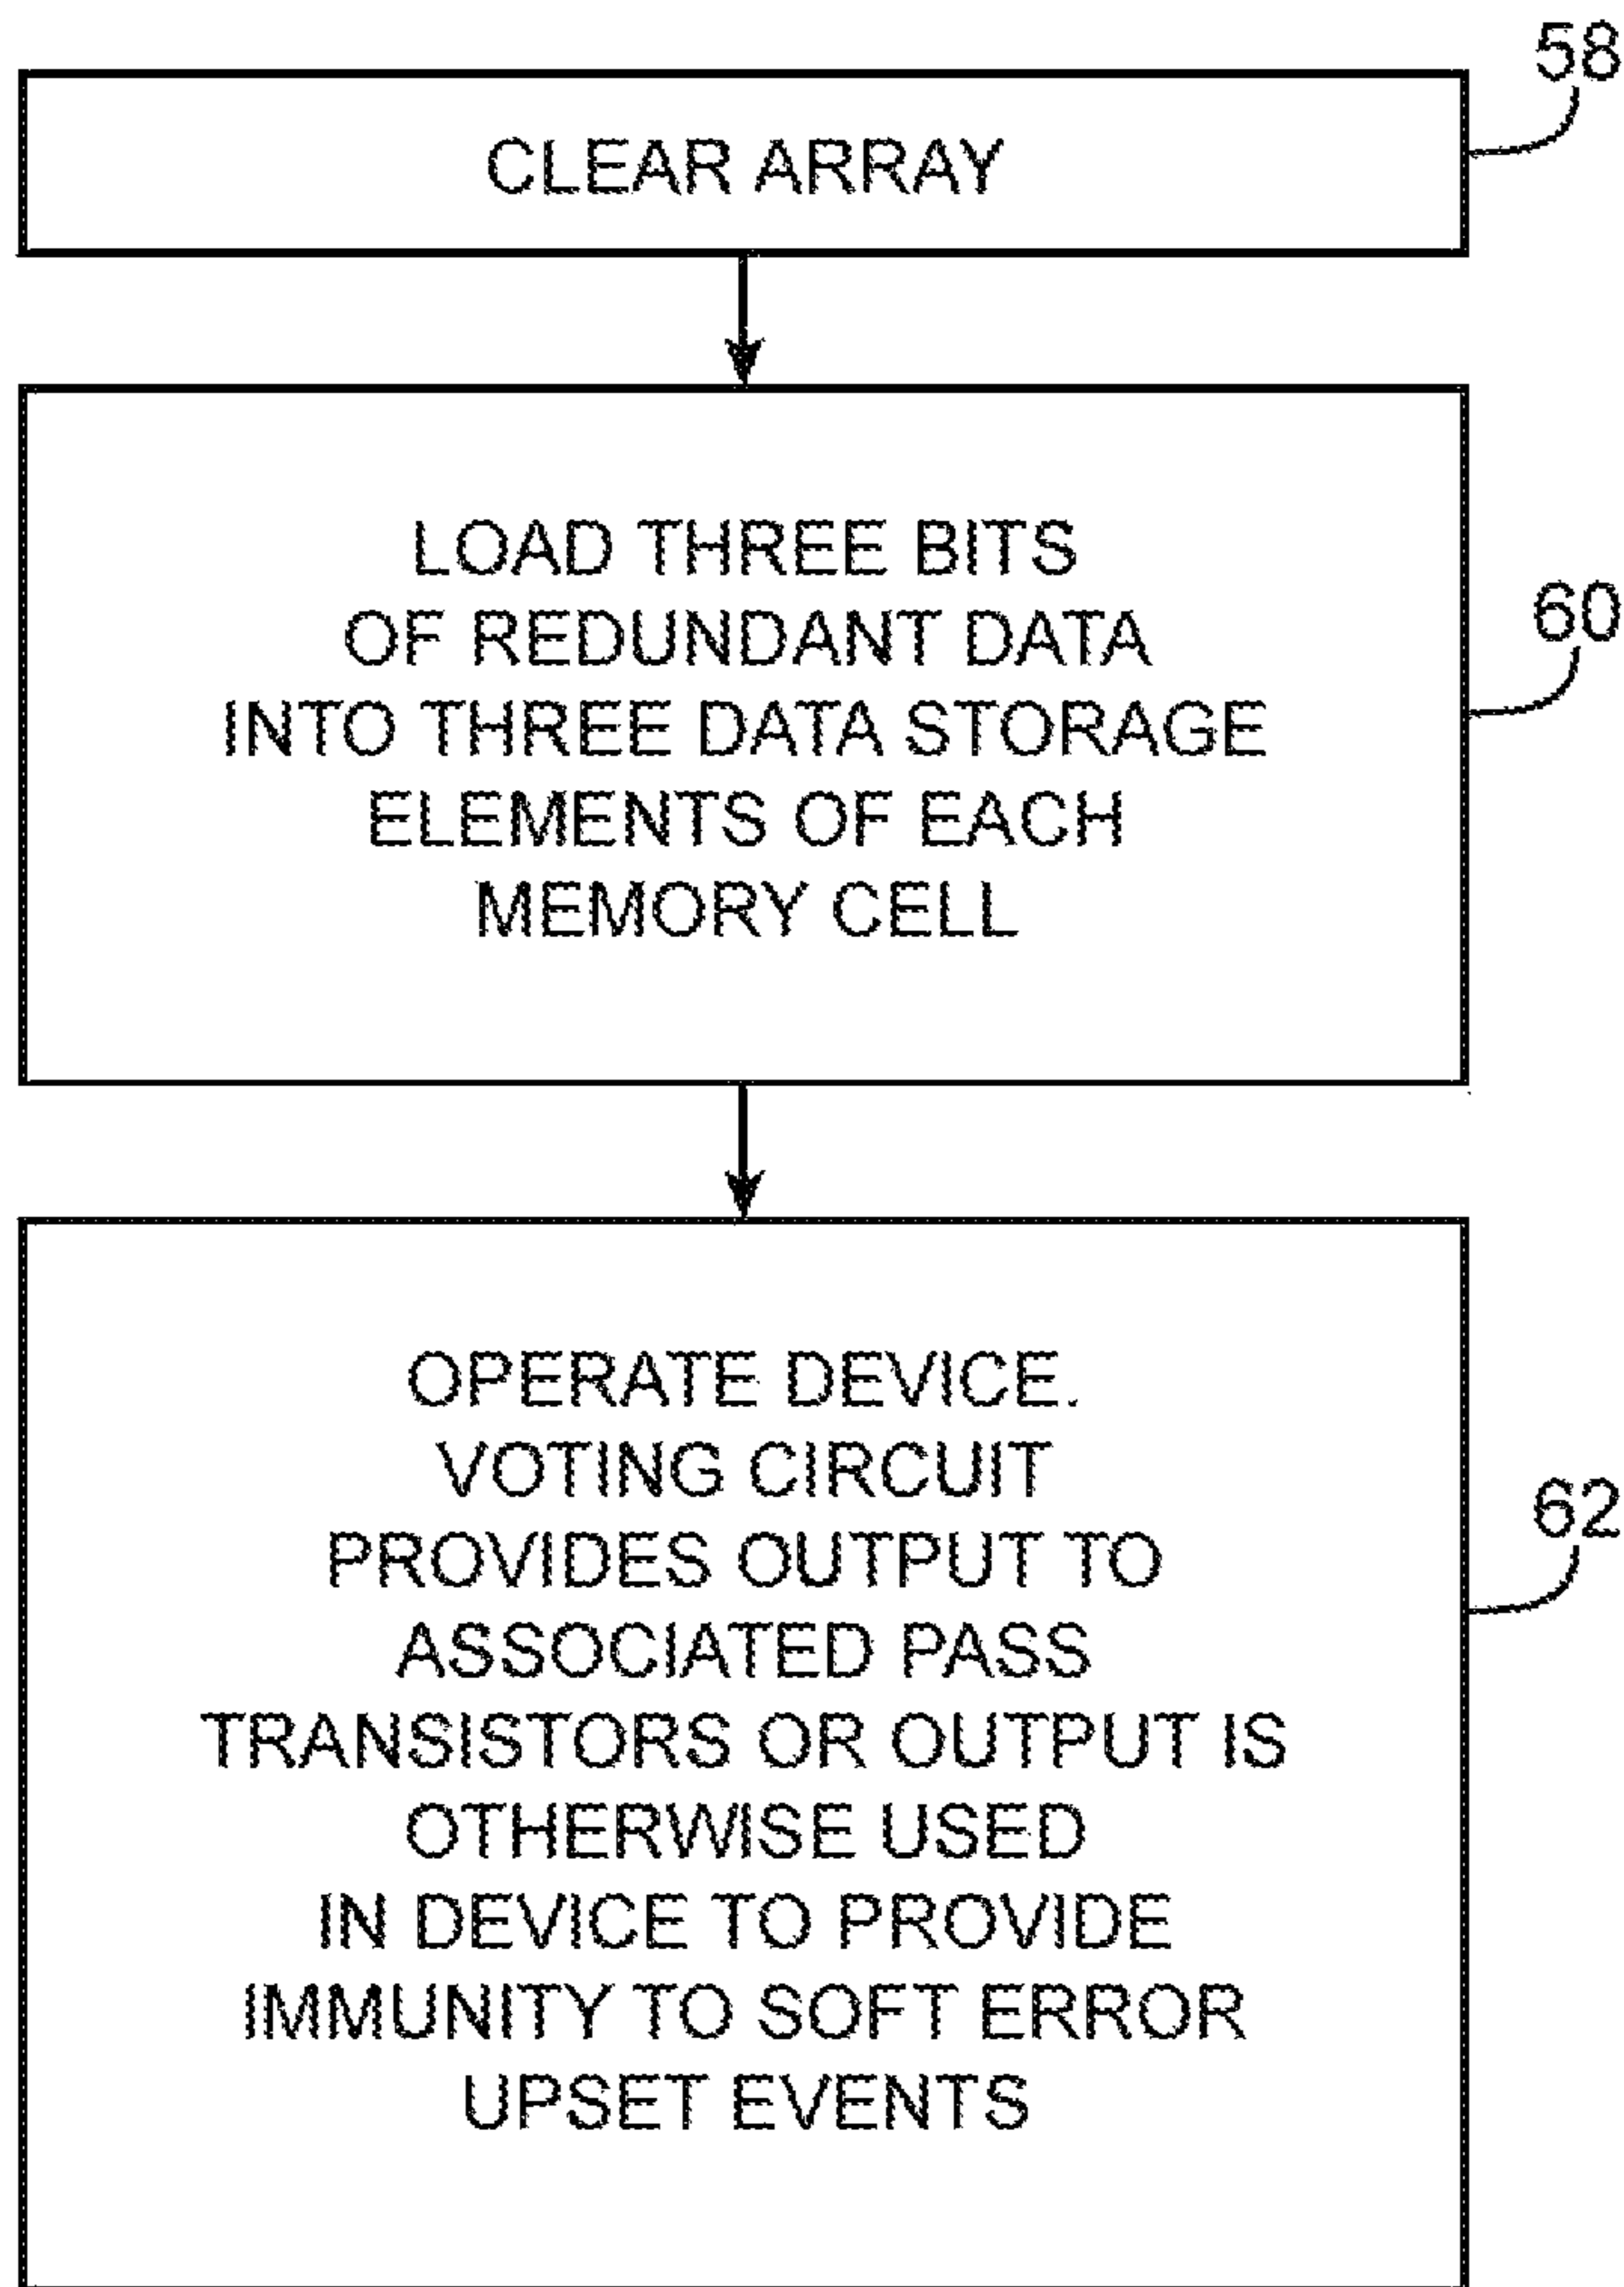 58
CLEAR ARRAY
LOAD THREE BITS
OF REDUNDANT DATA
INTO THREE DATA STORAGE
ELEMENTS OF EACH
MEMORY CELL
60
OPERATE DEVICE.
VOTING CIRCUIT
PROVIDES OUTPUT TO
ASSOCIATED PASS
TRANSISTORS OR OUTPUT IS
OTHERWISE USED
IN DEVICE TO PROVIDE
IMMUNITY TO SOFT ERROR
UPSET EVENTS
62